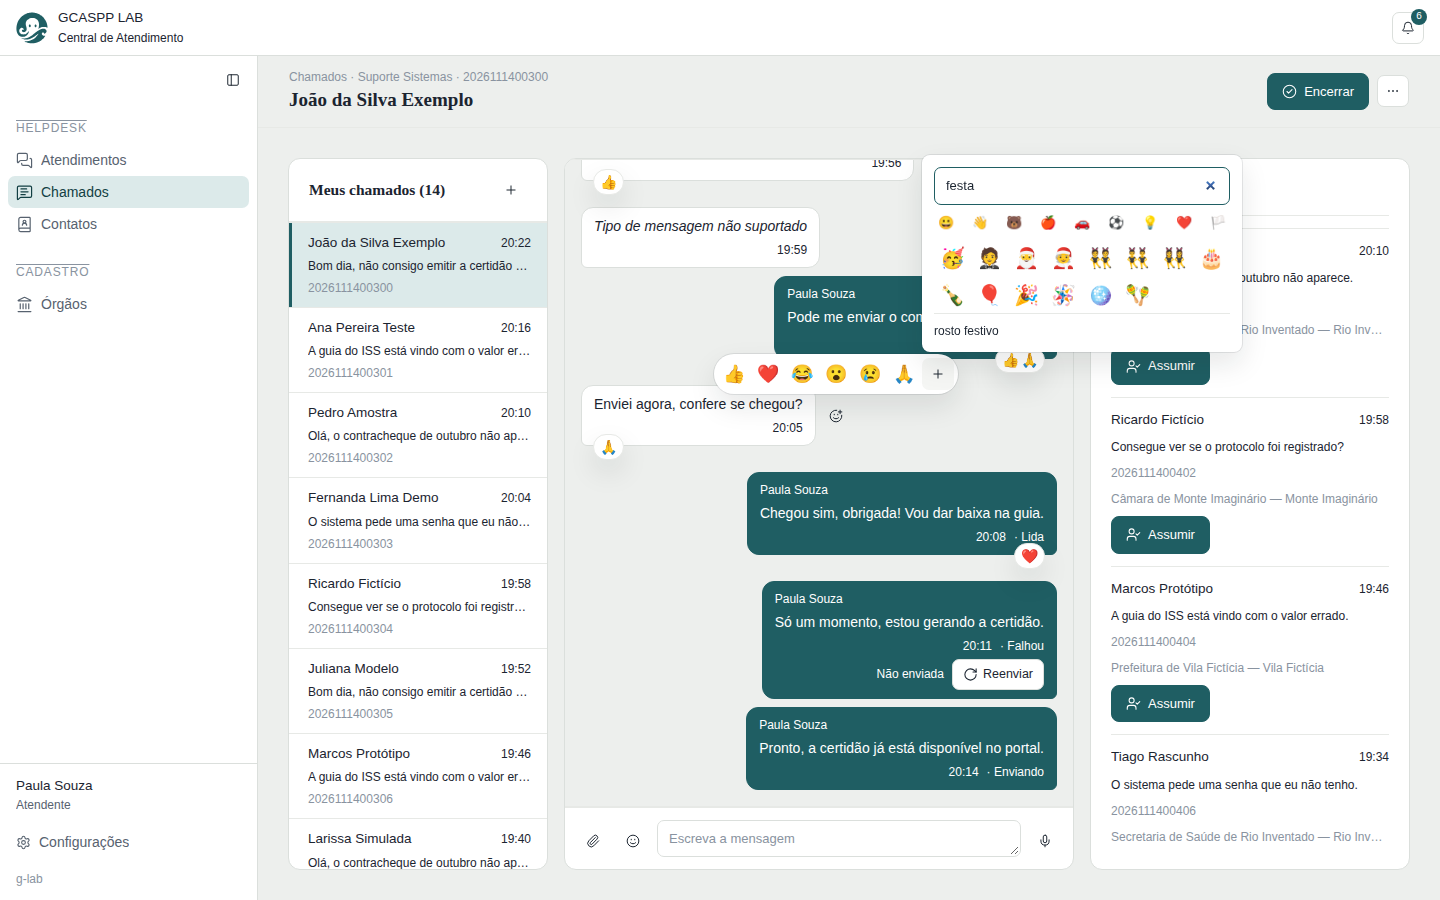 GCASPP LAB
Central de Atendimento
6
HELPDESK
Atendimentos
Chamados
Contatos
CADASTRO
Órgãos
Paula Souza
Atendente
Configurações
g-lab
Chamados · Suporte Sistemas · 2026111400300
João da Silva Exemplo
Encerrar
Meus chamados (14)
João da Silva Exemplo 20:22
Bom dia, não consigo emitir a certidão …
2026111400300
Ana Pereira Teste 20:16
A guia do ISS está vindo com o valor er…
2026111400301
Pedro Amostra 20:10
Olá, o contracheque de outubro não ap…
2026111400302
Fernanda Lima Demo 20:04
O sistema pede uma senha que eu não…
2026111400303
Ricardo Fictício 19:58
Consegue ver se o protocolo foi registr…
2026111400304
Juliana Modelo 19:52
Bom dia, não consigo emitir a certidão …
2026111400305
Marcos Protótipo 19:46
A guia do ISS está vindo com o valor er…
2026111400306
Larissa Simulada 19:40
Olá, o contracheque de outubro não ap…
19:56
Tipo de mensagem não suportado
19:59
Paula Souza
Pode me enviar o con
Enviei agora, confere se chegou?
20:05
Paula Souza
Chegou sim, obrigada! Vou dar baixa na guia.
20:08 · Lida
Paula Souza
Só um momento, estou gerando a certidão.
20:11 · Falhou
Não enviada Reenviar
Paula Souza
Pronto, a certidão já está disponível no portal.
20:14 · Enviando
Escreva a mensagem
festa
rosto festivo
20:10
outubro não aparece.
Rio Inventado — Rio Inv…
Assumir
Ricardo Fictício 19:58
Consegue ver se o protocolo foi registrado?
2026111400402
Câmara de Monte Imaginário — Monte Imaginário
Assumir
Marcos Protótipo 19:46
A guia do ISS está vindo com o valor errado.
2026111400404
Prefeitura de Vila Fictícia — Vila Fictícia
Assumir
Tiago Rascunho 19:34
O sistema pede uma senha que eu não tenho.
2026111400406
Secretaria de Saúde de Rio Inventado — Rio Inv…